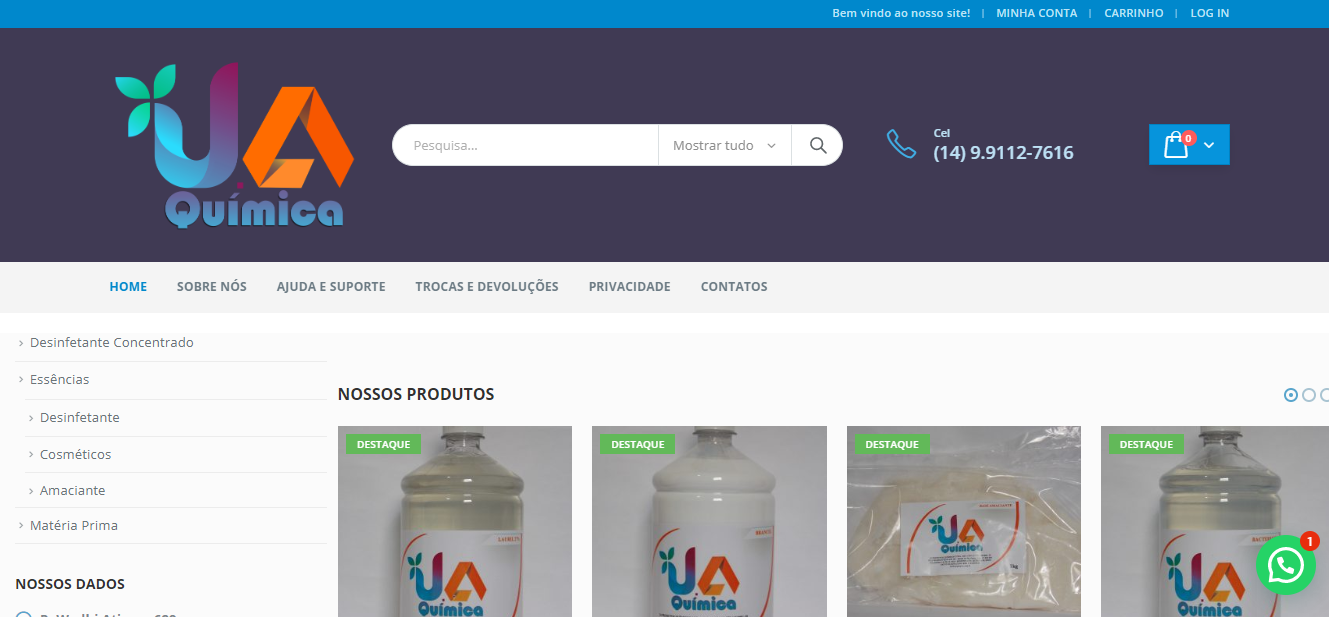 Bem vindo ao nosso site! | MINHA CONTA | CARRINHO | LOG IN
UA
Química
Pesquisa...
Mostrar tudo
Cel
(14) 9.9112-7616
0
HOME SOBRE NÓS AJUDA E SUPORTE TROCAS E DEVOLUÇÕES PRIVACIDADE CONTATOS
Desinfetante Concentrado
Essências
Desinfetante
Cosméticos
Amaciante
Matéria Prima
NOSSOS DADOS
NOSSOS PRODUTOS
DESTAQUE
UA
Química
DESTAQUE
UA
Química
DESTAQUE
UA
Química
DESTAQUE
UA
Química
1